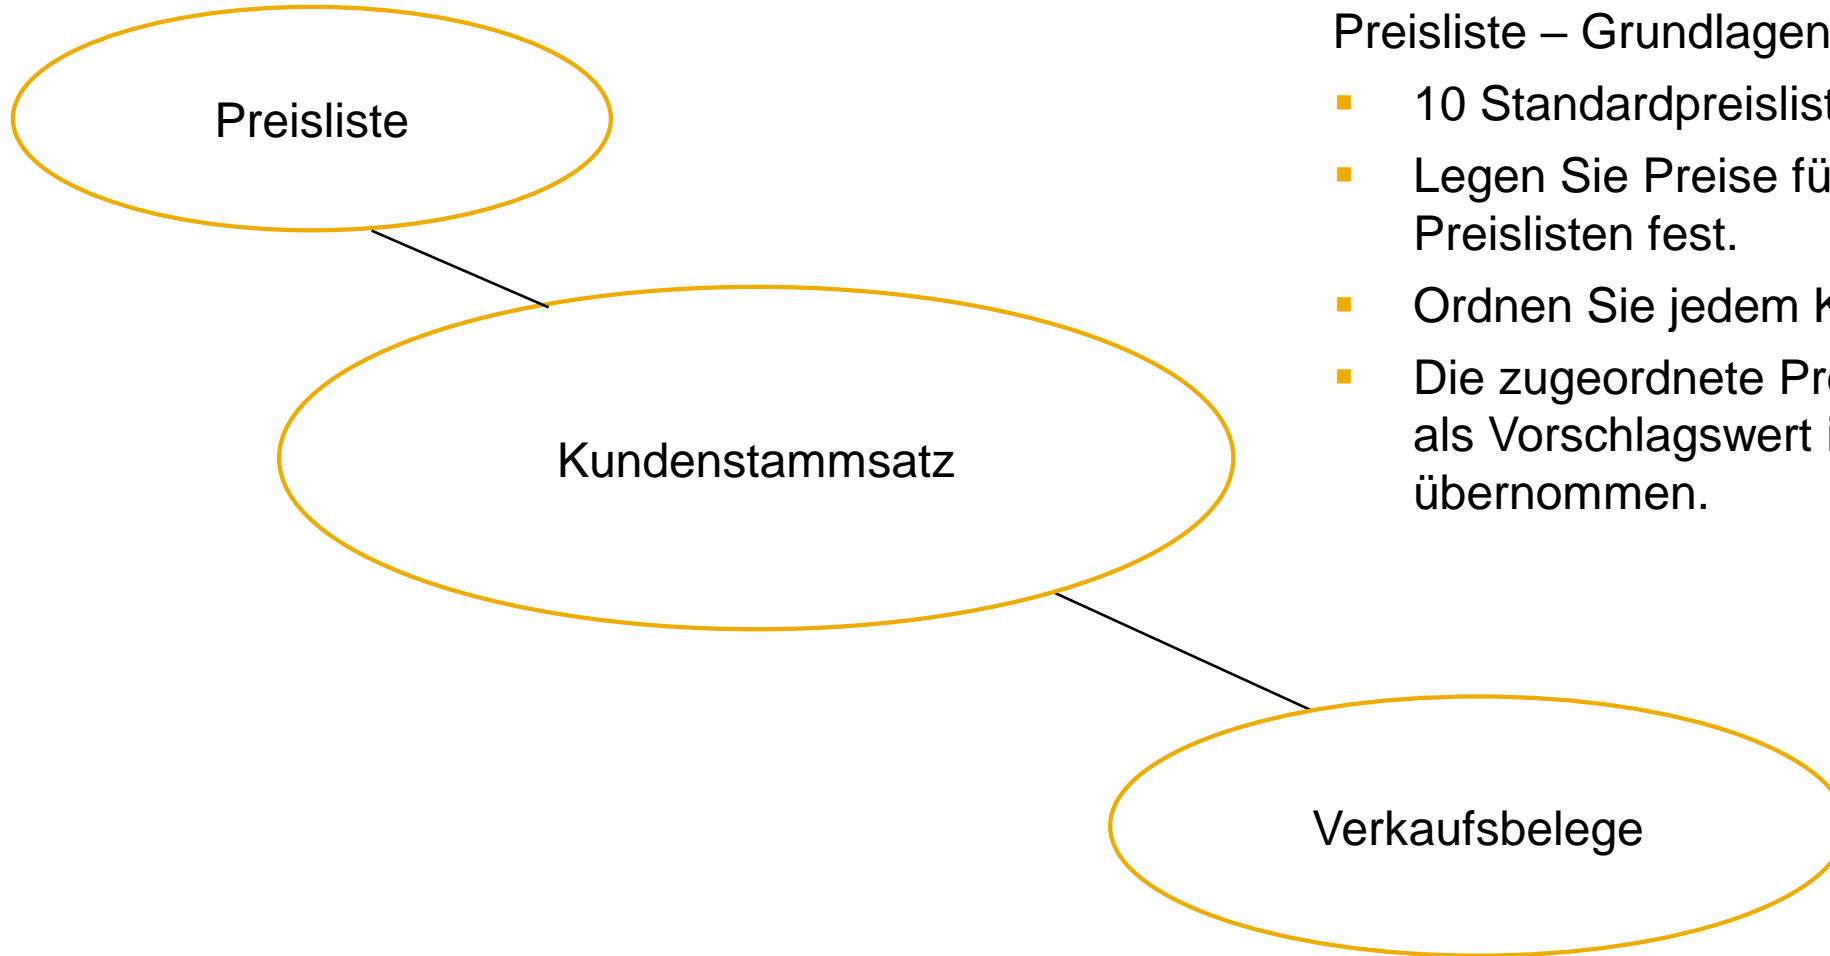 Preisliste – Grundlagen
10 Standardpreislist
Legen Sie Preise fü
Preislisten fest.
Ordnen Sie jedem K
Die zugeordnete Pr
als Vorschlagswert i
übernommen.
Preisliste
Kundenstammsatz
Verkaufsbelege